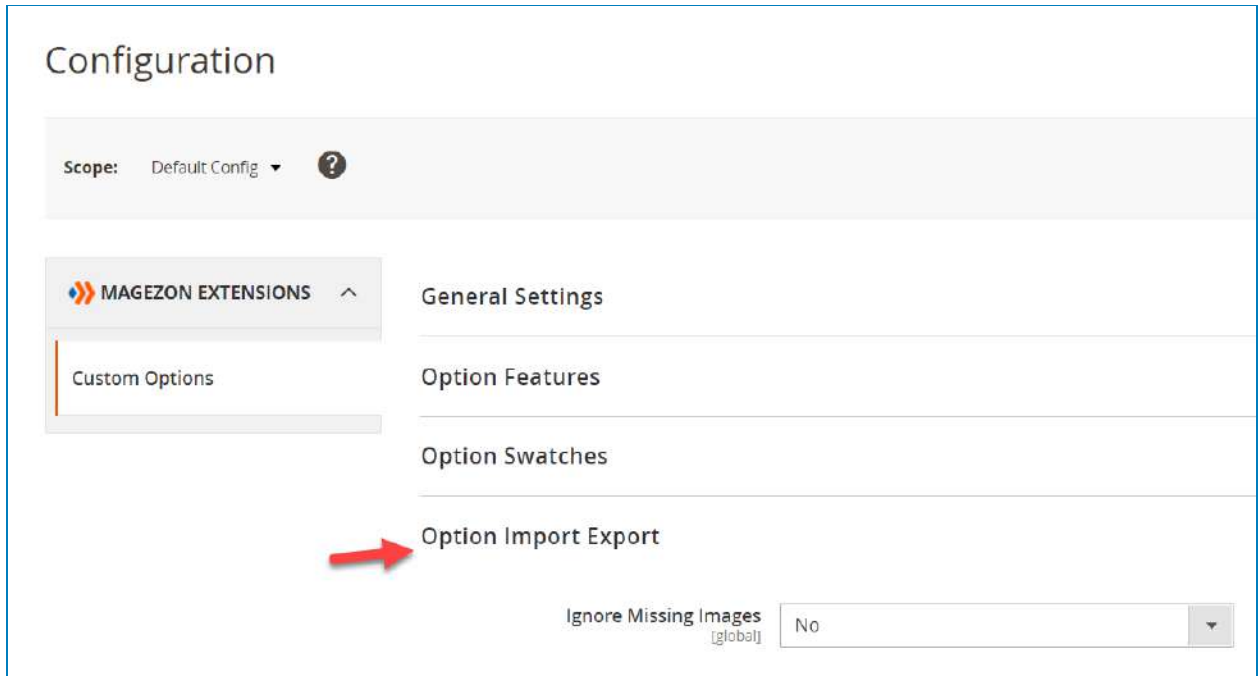 Configuration
Scope: Default Config ?
MAGEZON EXTENSIONS
Custom Options
General Settings
Option Features
Option Swatches
Option Import Export
Ignore Missing Images No
[global]